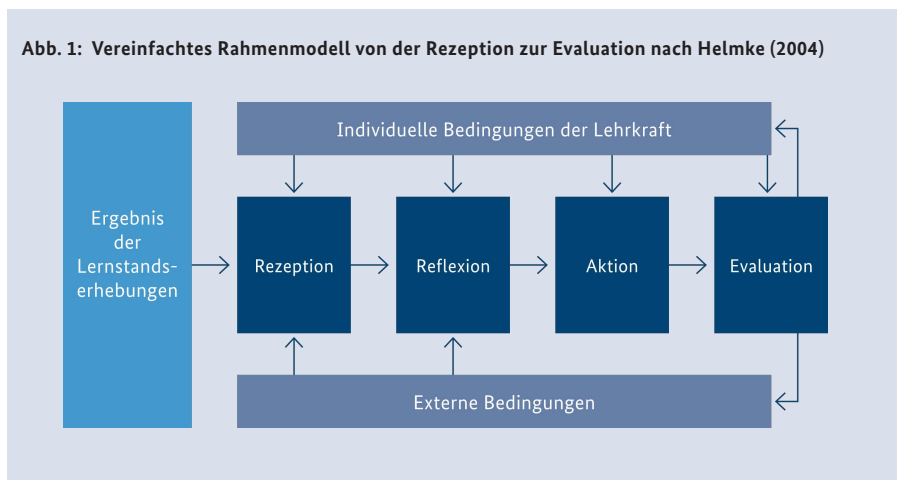 Abb. 1: Vereinfachtes Rahmenmodell von der Rezeption zur Evaluation nach Helmke (2004)
Individuelle Bedingungen der Lehrkraft
Ergebnis
der
Lernstands-
erhebungen
Rezeption
Reflexion
Aktion
Evaluation
Externe Bedingungen